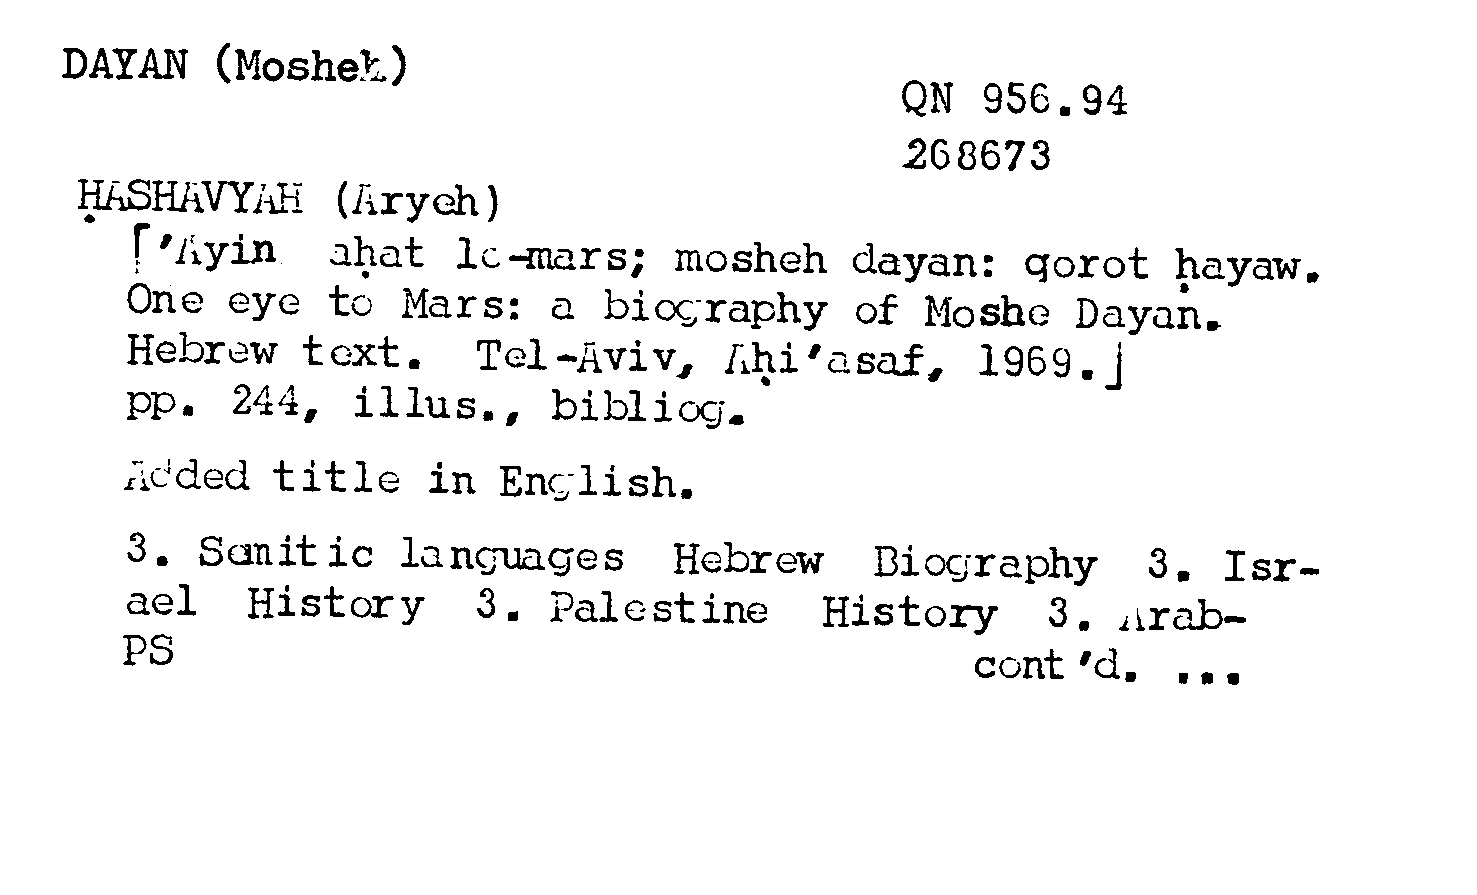 DAYAN (Mosheh)
QN 956.94
268673
ḤASHAVYAH (Aryeh)
⌈'Ayin aḥat le-mars; mosheh dayan: qorot ḥayaw.
One eye to Mars: a biography of Moshe Dayan.
Hebrew text. Tel-Aviv, Aḥi'asaf, 1969.⌋
pp. 244, illus., bibliog.
Added title in English.
3. Semitic languages Hebrew Biography 3. Isr-
ael History 3. Palestine History 3. Arab-
PS
cont'd. ...